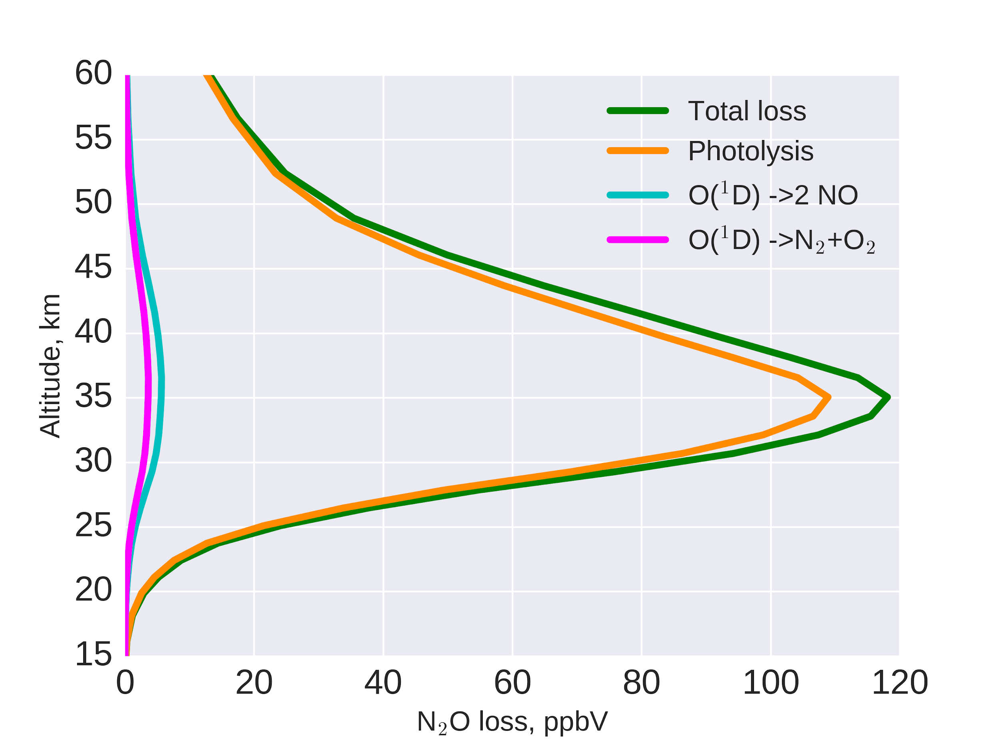 60
55
50
45
40
35
30
25
20
15
Altitude, km
Total loss
Photolysis
O(¹D) ->2 NO
O(¹D) ->N₂+O₂
0 20 40 60 80 100 120
N₂O loss, ppbV